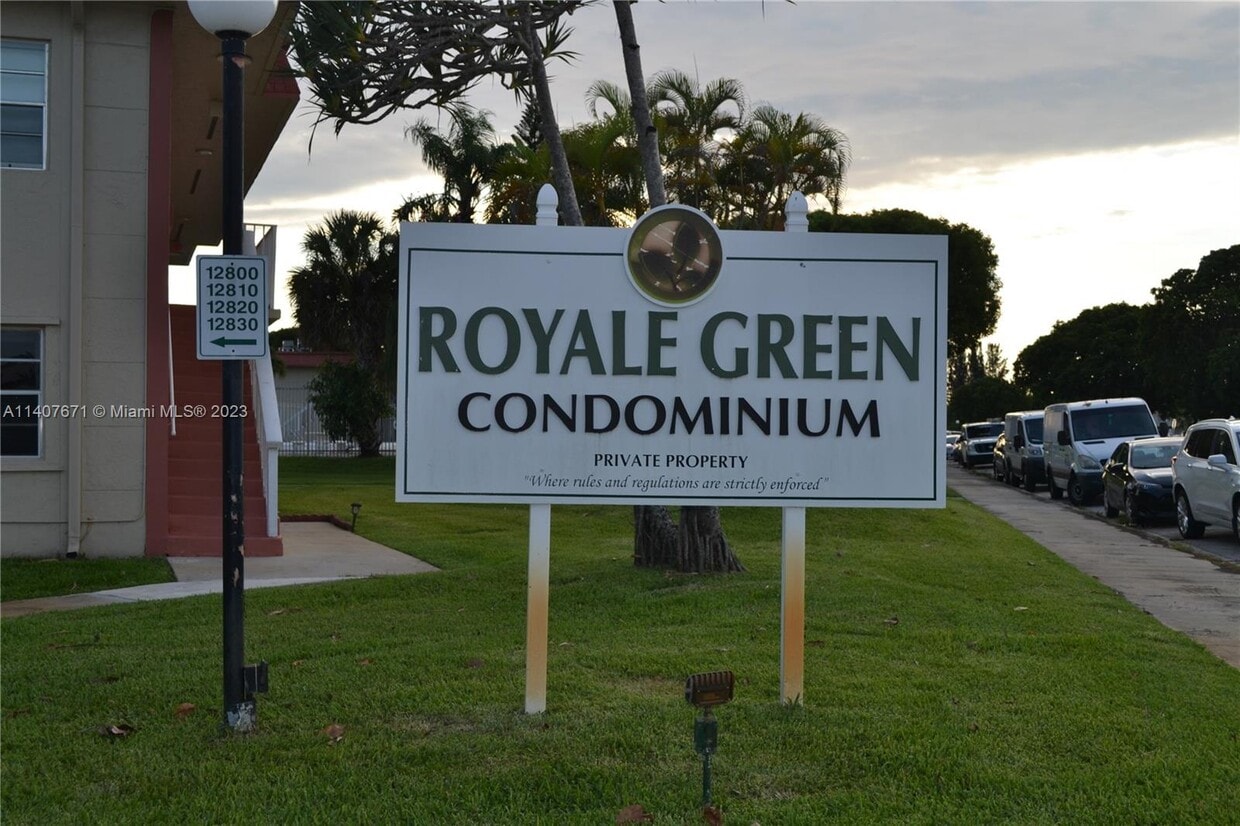 12800
12810
12820
12830
ROYALE GREEN
CONDOMINIUM
PRIVATE PROPERTY
"Where rules and regulations are strictly enforced"
A11407671 © Miami MLS® 2023